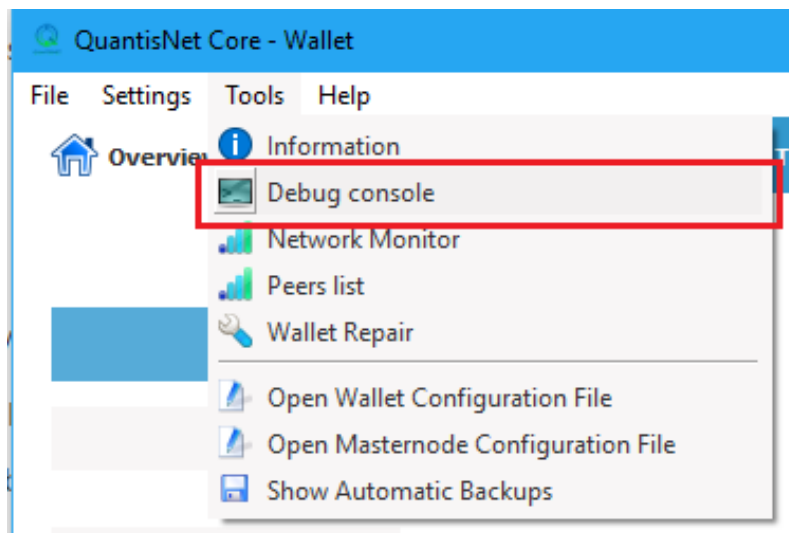 QuantisNet Core - Wallet
File Settings Tools Help
Overview
Information
Debug console
Network Monitor
Peers list
Wallet Repair
Open Wallet Configuration File
Open Masternode Configuration File
Show Automatic Backups